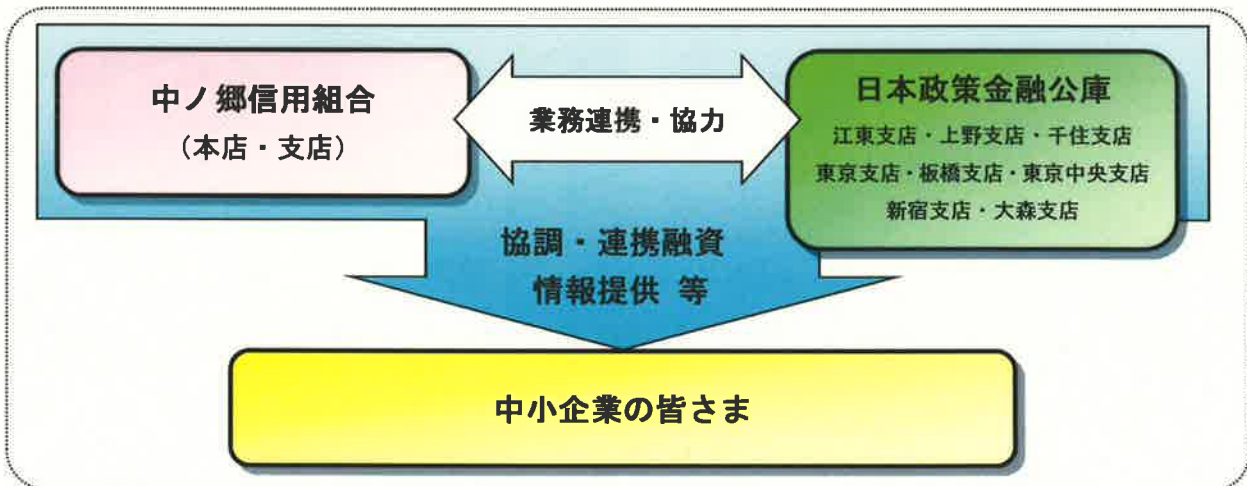 中ノ郷信用組合
（本店・支店）
業務連携・協力
日本政策金融公庫
江東支店・上野支店・千住支店
東京支店・板橋支店・東京中央支店
新宿支店・大森支店
協調・連携融資
情報提供 等
中小企業の皆さま